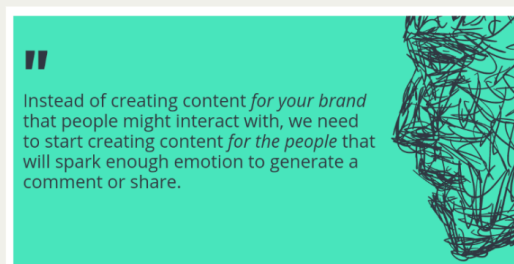 "
Instead of creating content for your brand
that people might interact with, we need
to start creating content for the people that
will spark enough emotion to generate a
comment or share.